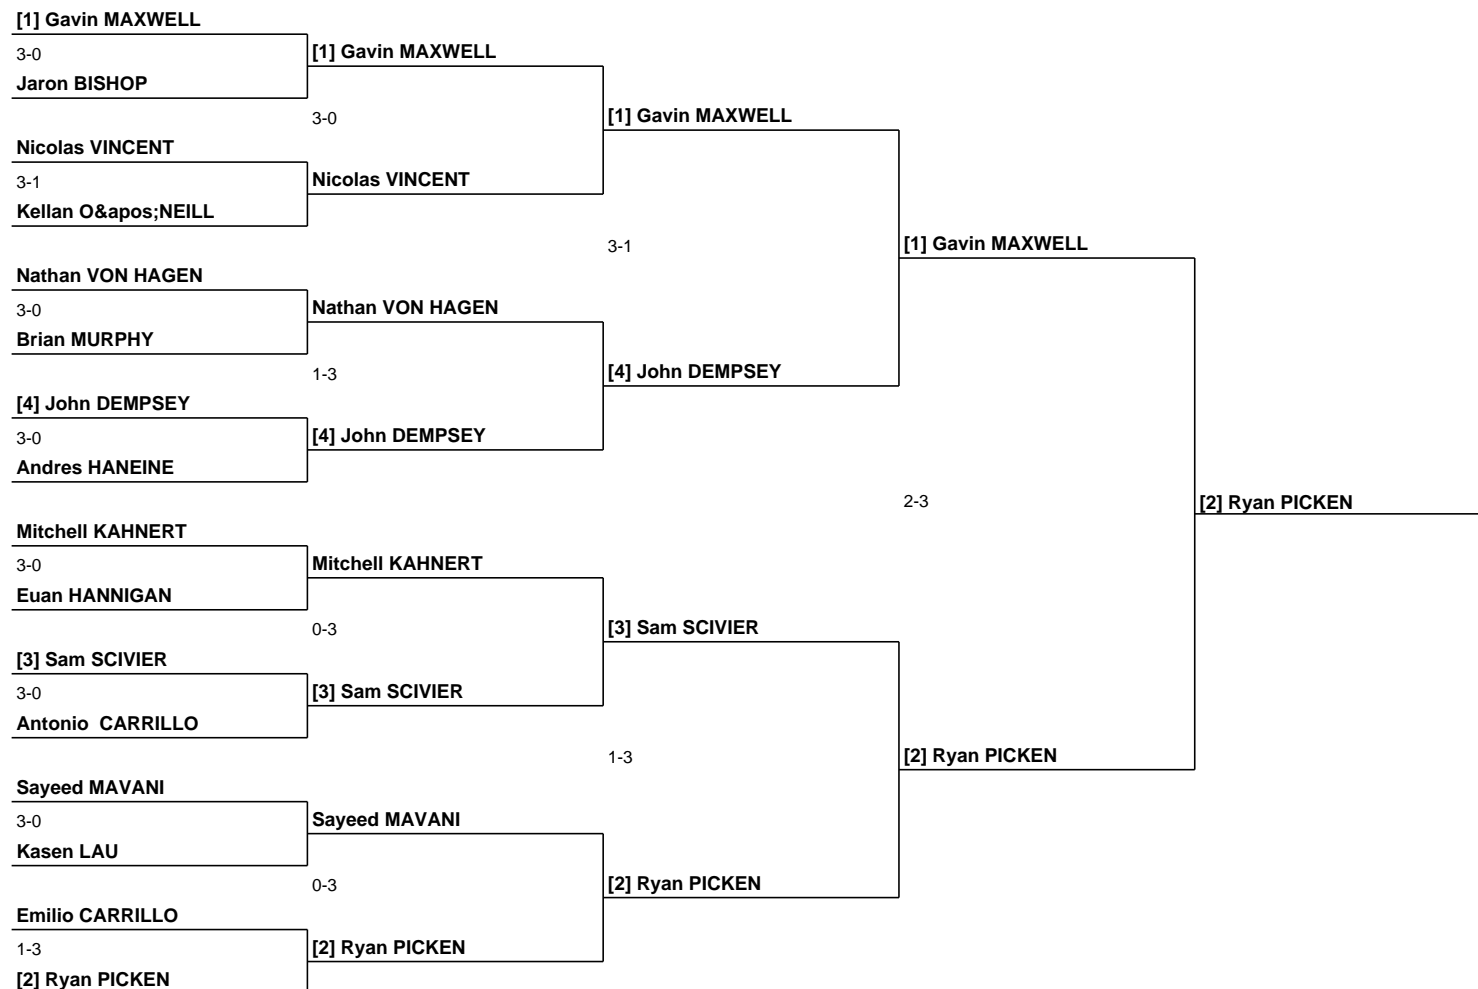 [1] Gavin MAXWELL
3-0
Jaron BISHOP
Nicolas VINCENT
3-1
Kellan O&apos;NEILL
Nathan VON HAGEN
3-0
Brian MURPHY
[4] John DEMPSEY
3-0
Andres HANEINE
Mitchell KAHNERT
3-0
Euan HANNIGAN
[3] Sam SCIVIER
3-0
Antonio  CARRILLO
Sayeed MAVANI
3-0
Kasen LAU
Emilio CARRILLO
1-3
[2] Ryan PICKEN
[1] Gavin MAXWELL
3-0
Nicolas VINCENT
Nathan VON HAGEN
1-3
[4] John DEMPSEY
Mitchell KAHNERT
0-3
[3] Sam SCIVIER
Sayeed MAVANI
0-3
[2] Ryan PICKEN
[1] Gavin MAXWELL
3-1
[4] John DEMPSEY
[3] Sam SCIVIER
1-3
[2] Ryan PICKEN
[1] Gavin MAXWELL
2-3
[2] Ryan PICKEN
[2] Ryan PICKEN